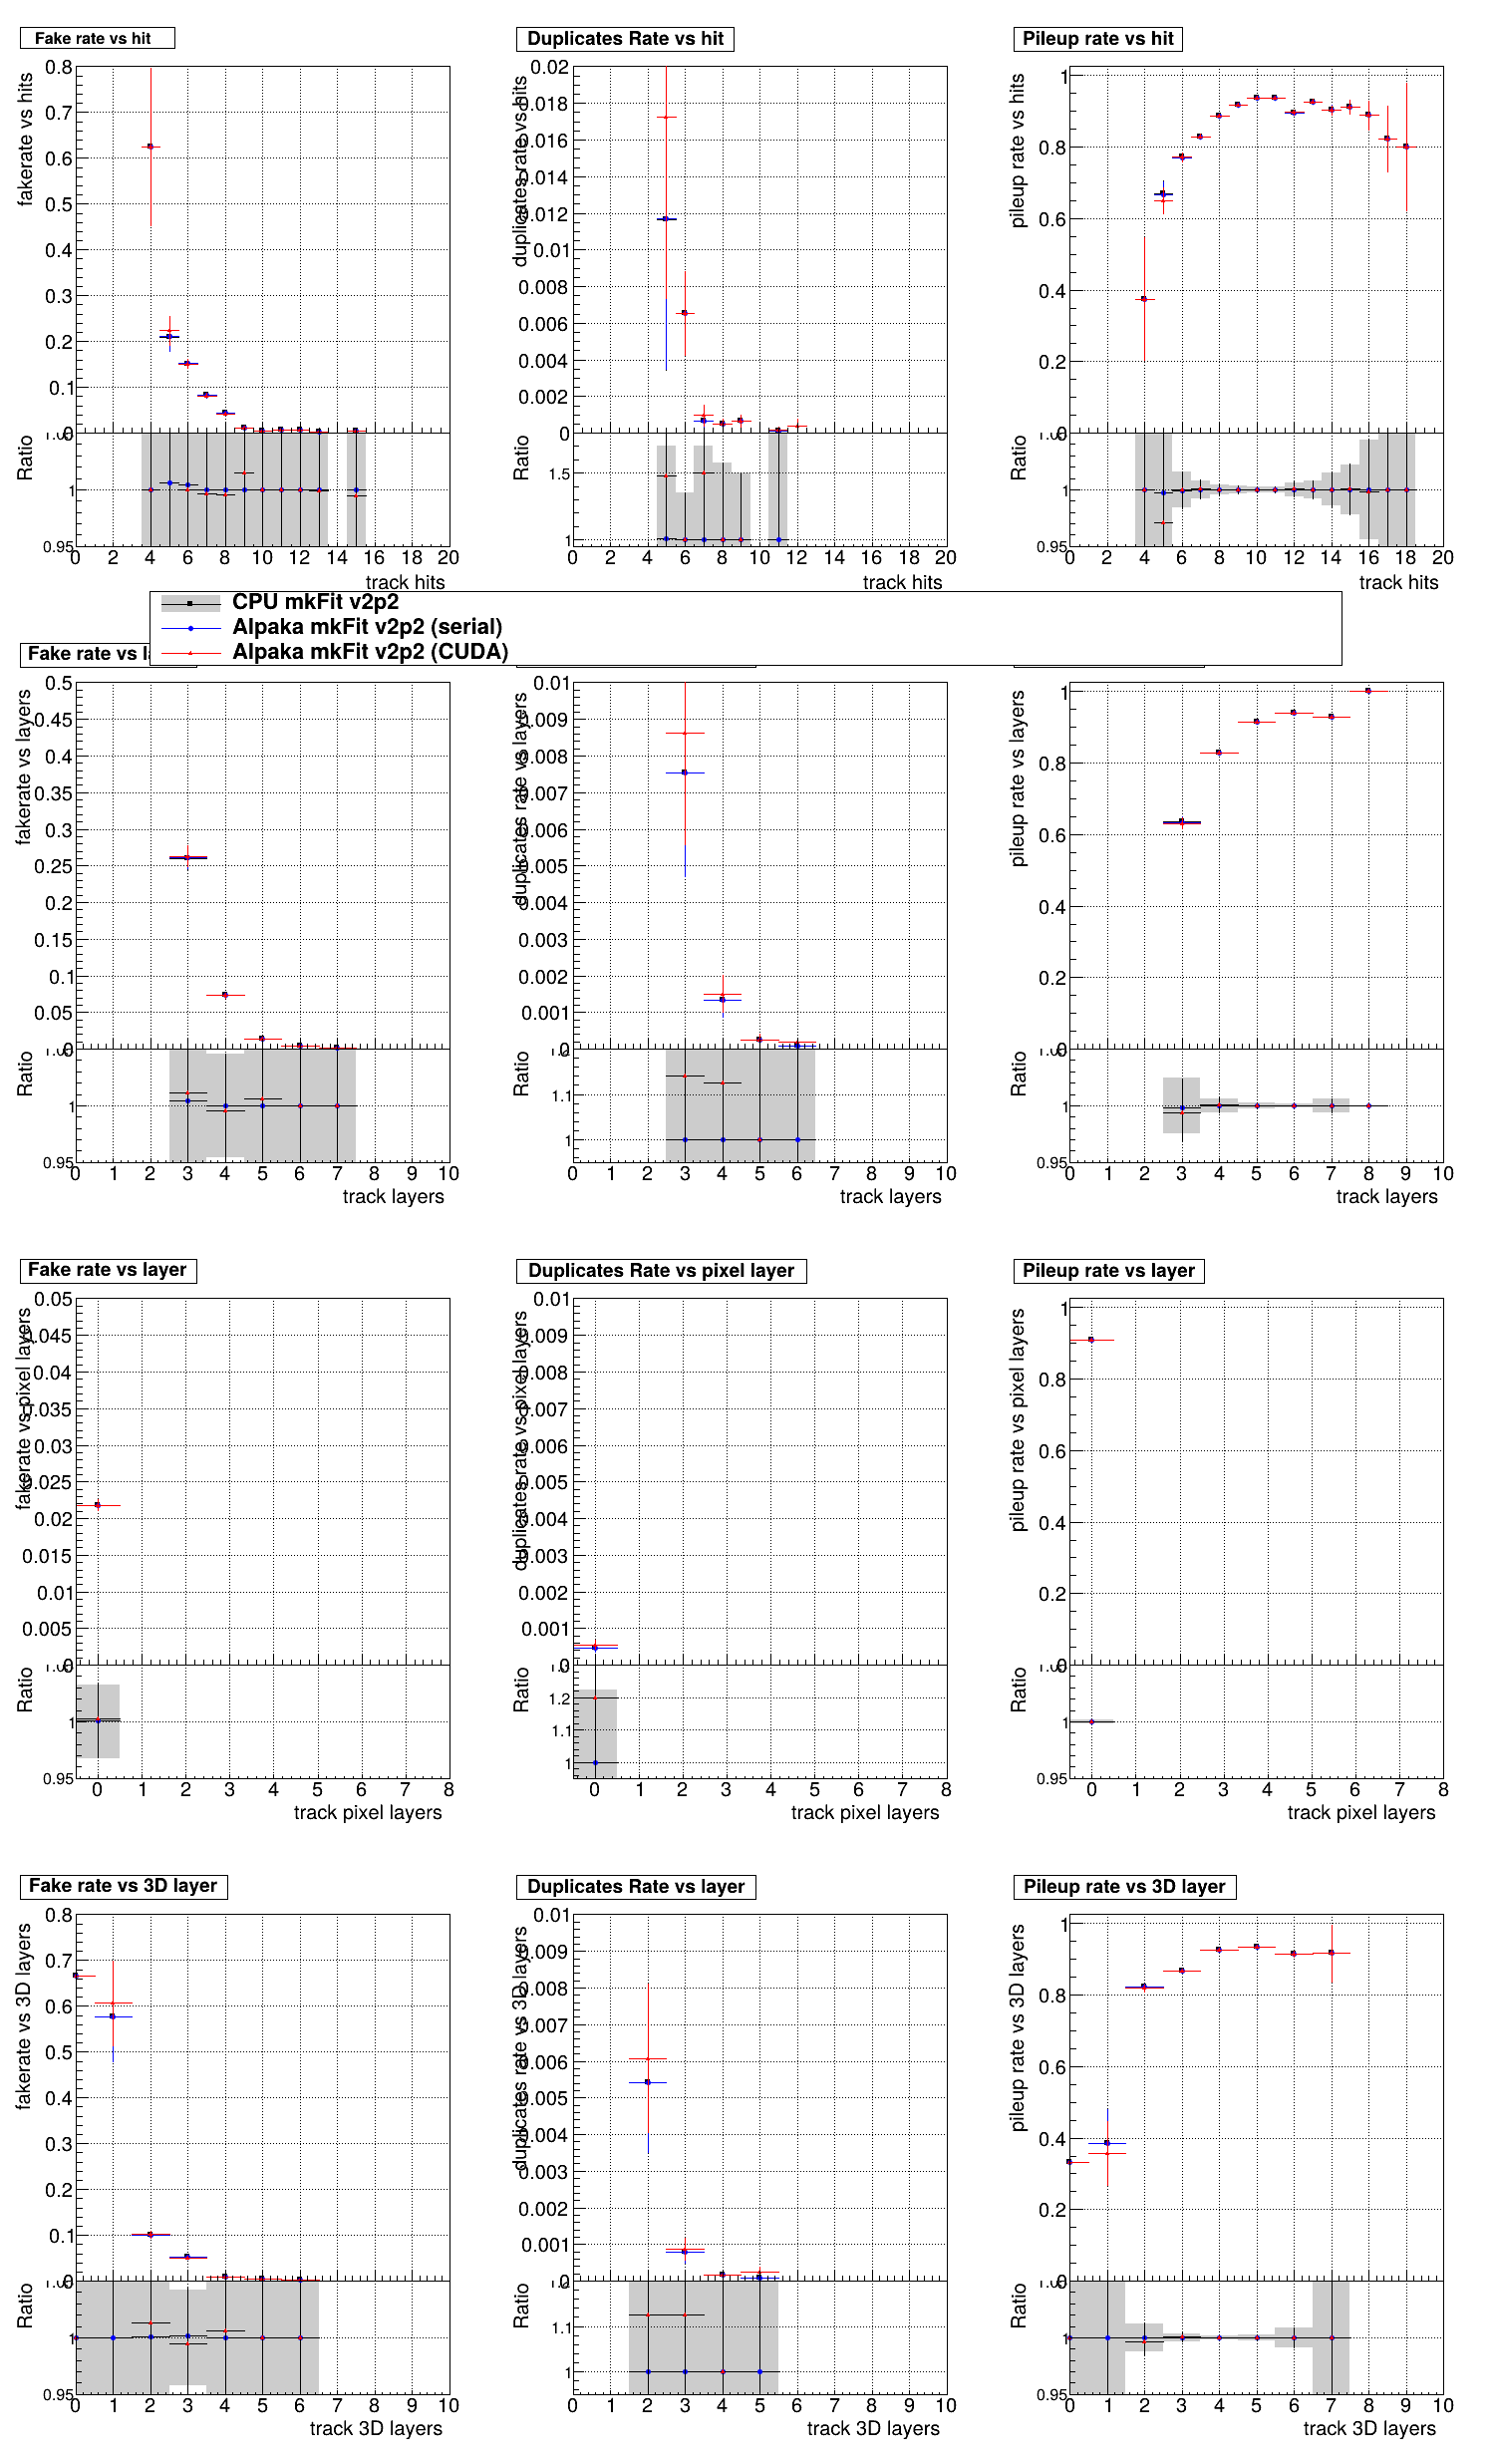 Fake rate vs hit
Duplicates Rate vs hit
Pileup rate vs hit
fakerate vs hits
0.8
0.7
0.6
0.5
0.4
0.3
0.2
0.1
0
Ratio
1
0.95
0 2 4 6 8 10 12 14 16 18 20
track hits
duplicates rate vs hits
0.02
0.018
0.016
0.014
0.012
0.01
0.008
0.006
0.004
0.002
0
Ratio
1.5
1
0 2 4 6 8 10 12 14 16 18 20
track hits
pileup rate vs hits
1
0.8
0.6
0.4
0.2
0
Ratio
1
0.95
0 2 4 6 8 10 12 14 16 18 20
track hits
CPU mkFit v2p2
Alpaka mkFit v2p2 (serial)
Alpaka mkFit v2p2 (CUDA)
Fake rate vs
fakerate vs layers
0.5
0.45
0.4
0.35
0.3
0.25
0.2
0.15
0.1
0.05
0
Ratio
1
0.95
0 1 2 3 4 5 6 7 8 9 10
track layers
duplicates rate vs layers
0.01
0.009
0.008
0.007
0.006
0.005
0.004
0.003
0.002
0.001
0
Ratio
1.1
1
0 1 2 3 4 5 6 7 8 9 10
track layers
pileup rate vs layers
1
0.8
0.6
0.4
0.2
0
Ratio
1
0.95
0 1 2 3 4 5 6 7 8 9 10
track layers
Fake rate vs layer
Duplicates Rate vs pixel layer
Pileup rate vs layer
fakerate vs pixel layers
0.05
0.045
0.04
0.035
0.03
0.025
0.02
0.015
0.01
0.005
0
Ratio
1
0.95
0 1 2 3 4 5 6 7 8
track pixel layers
duplicates rate vs pixel layers
0.01
0.009
0.008
0.007
0.006
0.005
0.004
0.003
0.002
0.001
0
Ratio
1.2
1.1
1
0 1 2 3 4 5 6 7 8
track pixel layers
pileup rate vs pixel layers
1
0.8
0.6
0.4
0.2
0
Ratio
1
0.95
0 1 2 3 4 5 6 7 8
track pixel layers
Fake rate vs 3D layer
Duplicates Rate vs layer
Pileup rate vs 3D layer
fakerate vs 3D layers
0.8
0.7
0.6
0.5
0.4
0.3
0.2
0.1
0
Ratio
1
0.95
0 1 2 3 4 5 6 7 8 9 10
track 3D layers
duplicates rate vs 3D layers
0.01
0.009
0.008
0.007
0.006
0.005
0.004
0.003
0.002
0.001
0
Ratio
1.1
1
0 1 2 3 4 5 6 7 8 9 10
track 3D layers
pileup rate vs 3D layers
1
0.8
0.6
0.4
0.2
0
Ratio
1
0.95
0 1 2 3 4 5 6 7 8 9 10
track 3D layers